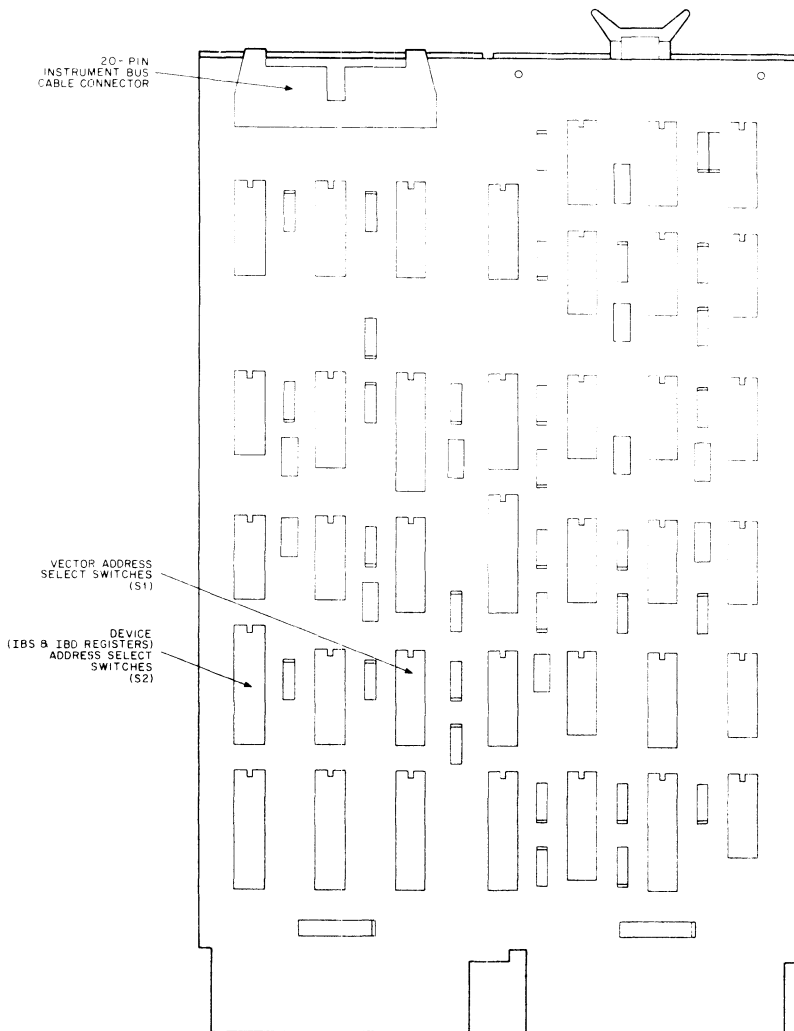 20-PIN
INSTRUMENT BUS
CABLE CONNECTOR
VECTOR ADDRESS
SELECT SWITCHES
(S1)
DEVICE
(IBS & IBD REGISTERS)
ADDRESS SELECT
SWITCHES
(S2)